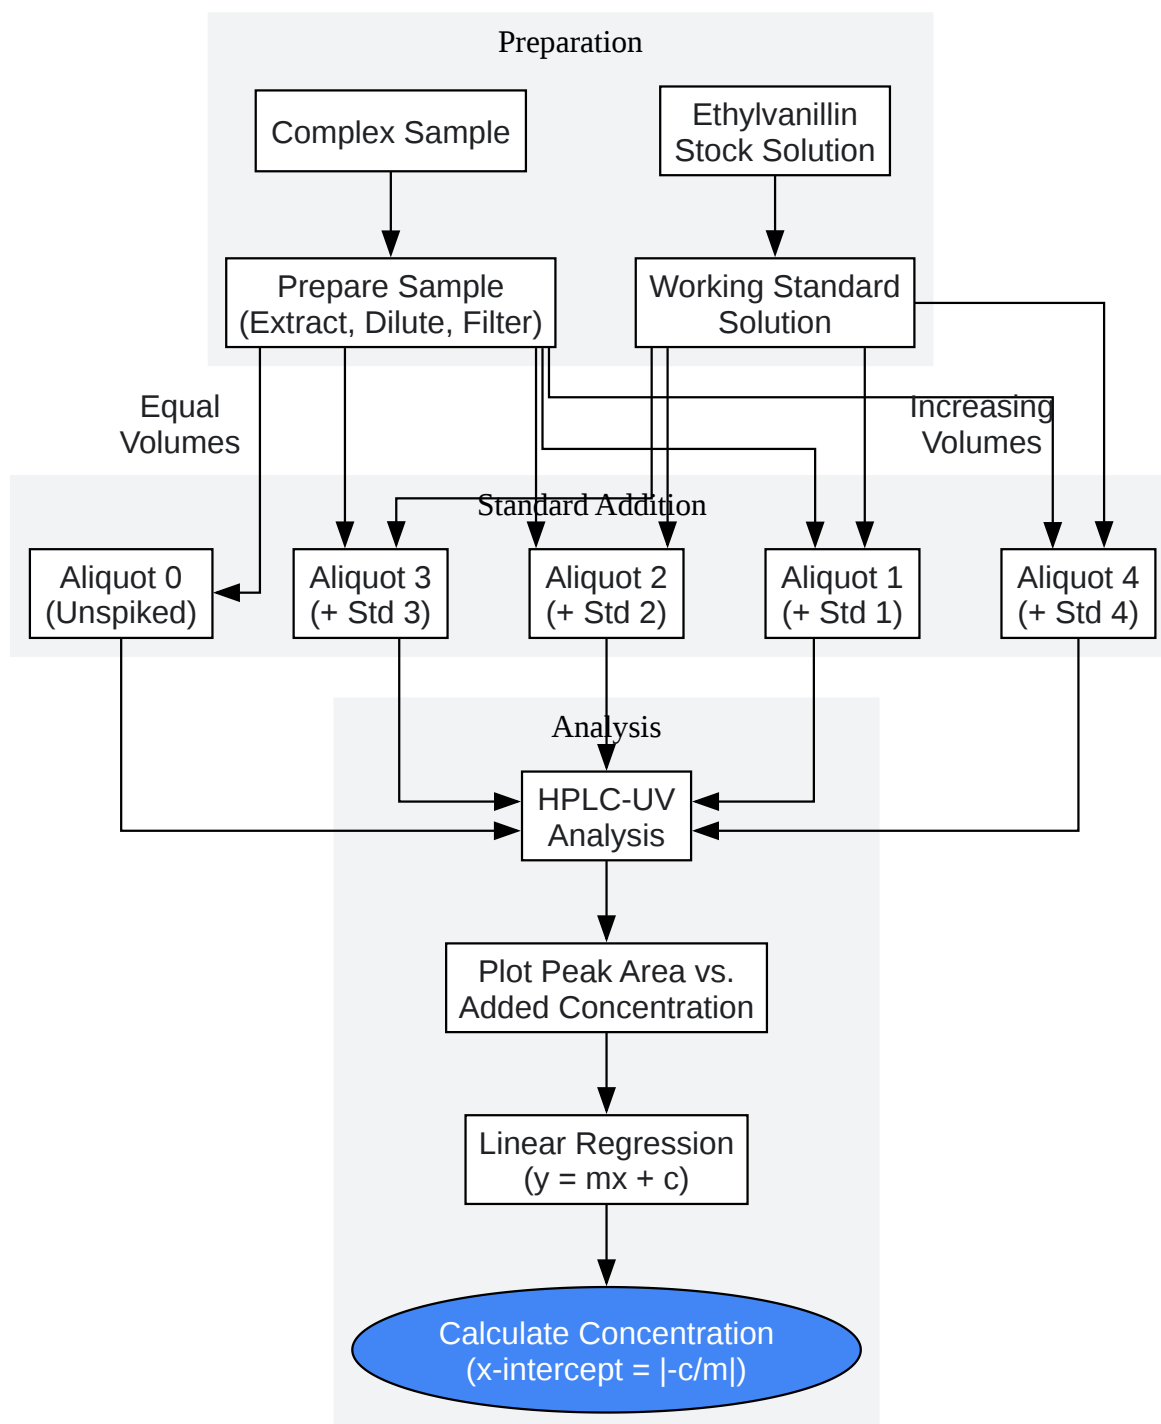 Preparation
Complex Sample
Ethylvanillin
Stock Solution
Prepare Sample
(Extract, Dilute, Filter)
Working Standard
Solution
Equal
Volumes
Increasing
Volumes
Standard Addition
Aliquot 0
(Unspiked)
Aliquot 3
(+ Std 3)
Aliquot 2
(+ Std 2)
Aliquot 1
(+ Std 1)
Aliquot 4
(+ Std 4)
Analysis
HPLC-UV
Analysis
Plot Peak Area vs.
Added Concentration
Linear Regression
(y = mx + c)
Calculate Concentration
(x-intercept = |-c/m|)